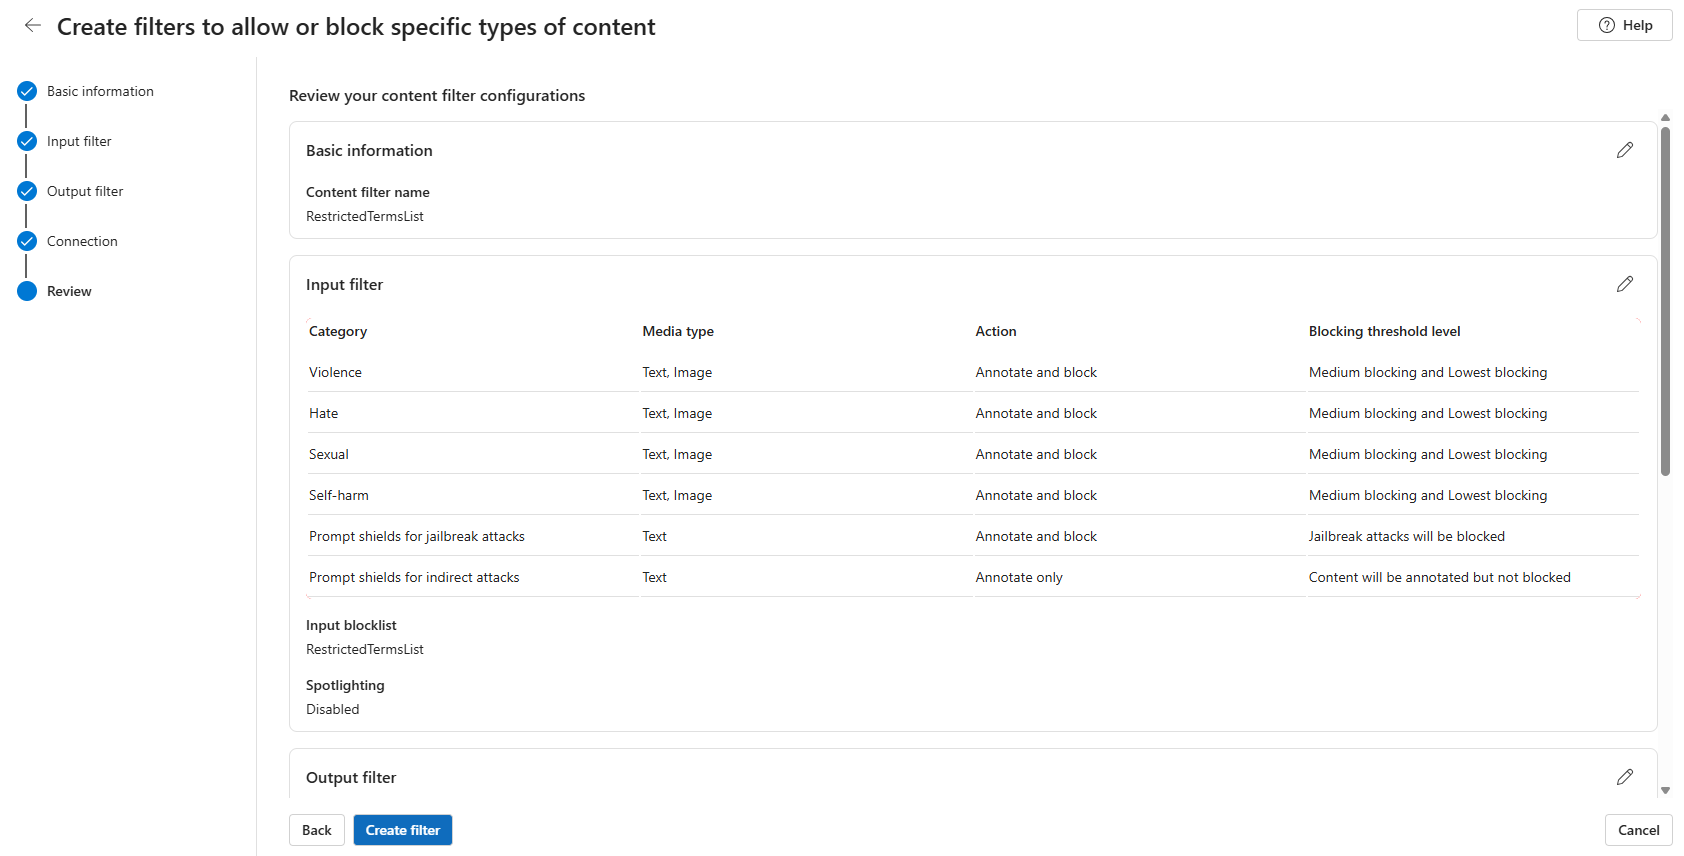 Create filters to allow or block specific types of content
Help
Basic information
Input filter
Output filter
Connection
Review
Review your content filter configurations
Basic information
Content filter name
RestrictedTermsList
Input filter
Category Media type Action Blocking threshold level
Violence Text, Image Annotate and block Medium blocking and Lowest blocking
Hate Text, Image Annotate and block Medium blocking and Lowest blocking
Sexual Text, Image Annotate and block Medium blocking and Lowest blocking
Self-harm Text, Image Annotate and block Medium blocking and Lowest blocking
Prompt shields for jailbreak attacks Text Annotate and block Jailbreak attacks will be blocked
Prompt shields for indirect attacks Text Annotate only Content will be annotated but not blocked
Input blocklist
RestrictedTermsList
Spotlighting
Disabled
Output filter
Back Create filter Cancel